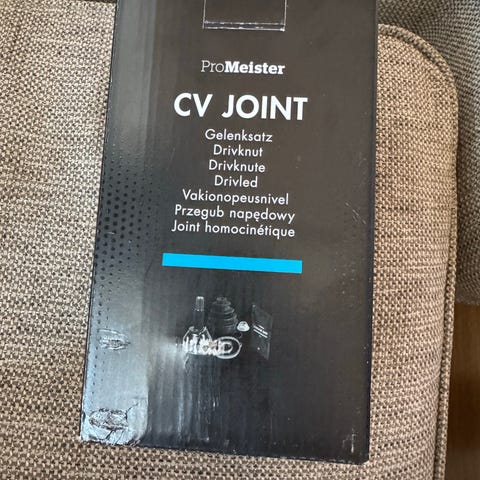 ProMeister
CV JOINT
Gelenksatz
Drivknut
Drivknute
Drivled
Vakionopeusnivel
Przegub napędowy
Joint homocinétique